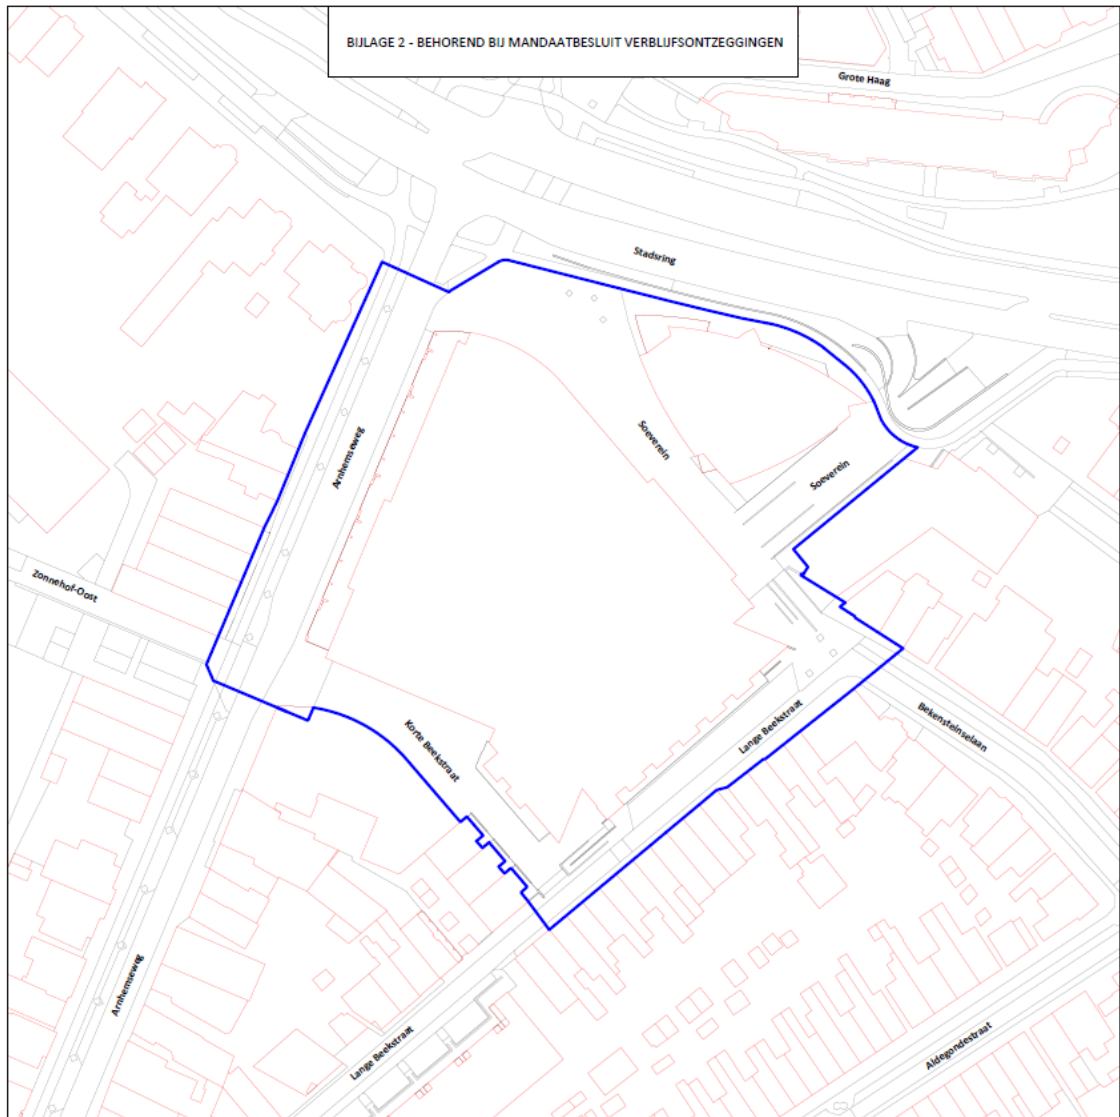 BIJLAGE 2 - BEHOREND BIJ MANDAATBESLUIT VERBLIJFSONTZEGGINGEN
Grote Haag
Stadsring
Arnhemseweg
Soeverein
Soeverein
Zonnehof-Oost
Korte Beekstraat
Lange Beekstraat
Bekensteinselaan
Arnhemseweg
Lange Beekstraat
Aldegondestraat